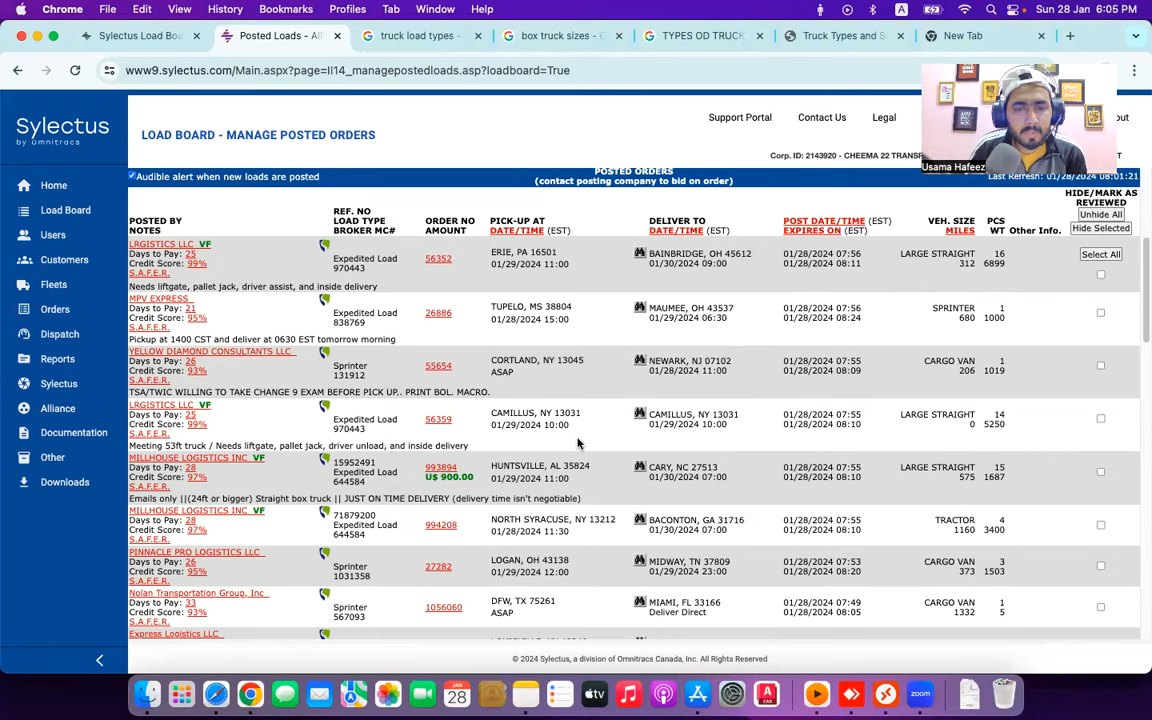 Chrome File Edit View History Bookmarks Profiles Tab Window Help A Sun 28 Jan 6:05 PM
Sylectus Load Boa Posted Loads - All truck load types - box truck sizes - G TYPES OD TRUCK Truck Types and S New Tab
www9.sylectus.com/Main.aspx?page=II14_managepostedloads.asp?loadboard=True
Sylectus
by Omnitracs
Home
Load Board
Users
Customers
Fleets
Orders
Dispatch
Reports
Sylectus
Alliance
Documentation
Other
Downloads
Support Portal Contact Us Legal out
LOAD BOARD - MANAGE POSTED ORDERS
Corp. ID: 2143920 - CHEEMA 22 TRANSP T
Usama Hafeez
Audible alert when new loads are posted POSTED ORDERS Last Refresh: 01/28/2024 08:01:21
(contact posting company to bid on order)
HIDE/MARK AS
REVIEWED
Unhide All
Hide Selected
Select All
POSTED BY NOTES REF. NO LOAD TYPE BROKER MC# ORDER NO AMOUNT PICK-UP AT DATE/TIME (EST) DELIVER TO DATE/TIME (EST) POST DATE/TIME (EST) EXPIRES ON (EST) VEH. SIZE MILES PCS WT Other Info.
LRGISTICS LLC VF
Days to Pay: 25
Credit Score: 99%
S.A.F.E.R.
Expedited Load
970443
56352
ERIE, PA 16501
01/29/2024 11:00
BAINBRIDGE, OH 45612
01/30/2024 09:00
01/28/2024 07:56
01/28/2024 08:11
LARGE STRAIGHT
312
16
6899
Needs liftgate, pallet jack, driver assist, and inside delivery
MPV EXPRESS
Days to Pay: 21
Credit Score: 95%
S.A.F.E.R.
Expedited Load
838769
26886
TUPELO, MS 38804
01/28/2024 15:00
MAUMEE, OH 43537
01/29/2024 06:30
01/28/2024 07:56
01/28/2024 08:24
SPRINTER
680
1
1000
Pickup at 1400 CST and deliver at 0630 EST tomorrow morning
YELLOW DIAMOND CONSULTANTS LLC
Days to Pay: 26
Credit Score: 93%
S.A.F.E.R.
Sprinter
131912
55654
CORTLAND, NY 13045
ASAP
NEWARK, NJ 07102
01/28/2024 11:00
01/28/2024 07:55
01/28/2024 08:09
CARGO VAN
206
1
1019
TSA/TWIC WILLING TO TAKE CHANGE 9 EXAM BEFORE PICK UP.. PRINT BOL. MACRO.
LRGISTICS LLC VF
Days to Pay: 25
Credit Score: 99%
S.A.F.E.R.
Expedited Load
970443
56359
CAMILLUS, NY 13031
01/29/2024 10:00
CAMILLUS, NY 13031
01/29/2024 10:00
01/28/2024 07:55
01/28/2024 08:10
LARGE STRAIGHT
0
14
5250
Meeting 53ft truck / Needs liftgate, pallet jack, driver unload, and inside delivery
MILLHOUSE LOGISTICS INC VF
Days to Pay: 28
Credit Score: 97%
S.A.F.E.R.
15952491
Expedited Load
644584
993894
U$ 900.00
HUNTSVILLE, AL 35824
01/29/2024 11:00
CARY, NC 27513
01/30/2024 07:00
01/28/2024 07:55
01/28/2024 08:10
LARGE STRAIGHT
575
15
1687
Emails only ||(24ft or bigger) Straight box truck || JUST ON TIME DELIVERY (delivery time isn't negotiable)
MILLHOUSE LOGISTICS INC VF
Days to Pay: 28
Credit Score: 97%
S.A.F.E.R.
71879200
Expedited Load
644584
994208
NORTH SYRACUSE, NY 13212
01/28/2024 11:30
BACONTON, GA 31716
01/30/2024 07:00
01/28/2024 07:55
01/28/2024 08:10
TRACTOR
1160
4
3400
PINNACLE PRO LOGISTICS LLC
Days to Pay: 26
Credit Score: 95%
S.A.F.E.R.
Sprinter
1031358
27282
LOGAN, OH 43138
01/29/2024 12:00
MIDWAY, TN 37809
01/29/2024 23:00
01/28/2024 07:53
01/28/2024 08:20
CARGO VAN
373
3
1503
Nolan Transportation Group, Inc
Days to Pay: 33
Credit Score: 93%
S.A.F.E.R.
Sprinter
567093
1056060
DFW, TX 75261
ASAP
MIAMI, FL 33166
Deliver Direct
01/28/2024 07:49
01/28/2024 08:05
CARGO VAN
1332
1
5
Express Logistics LLC
© 2024 Sylectus, a division of Omnitracs Canada, Inc. All Rights Reserved
JAN
28
tv
zoom